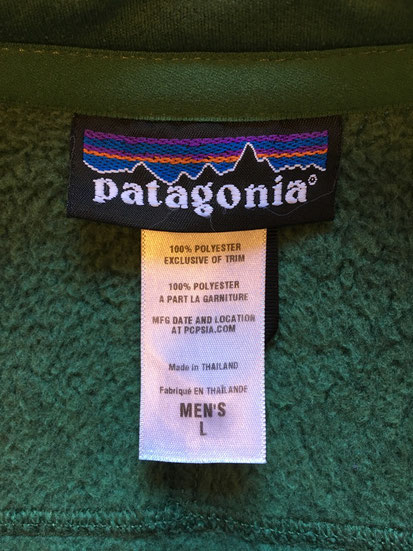 patagonia®
100% POLYESTER
EXCLUSIVE OF TRIM
100% POLYESTER
A PART LA GARNITURE
MFG DATE AND LOCATION
AT PCPSIA.COM
Made in THAILAND
Fabriqué EN THAÏLANDE
MEN'S
L